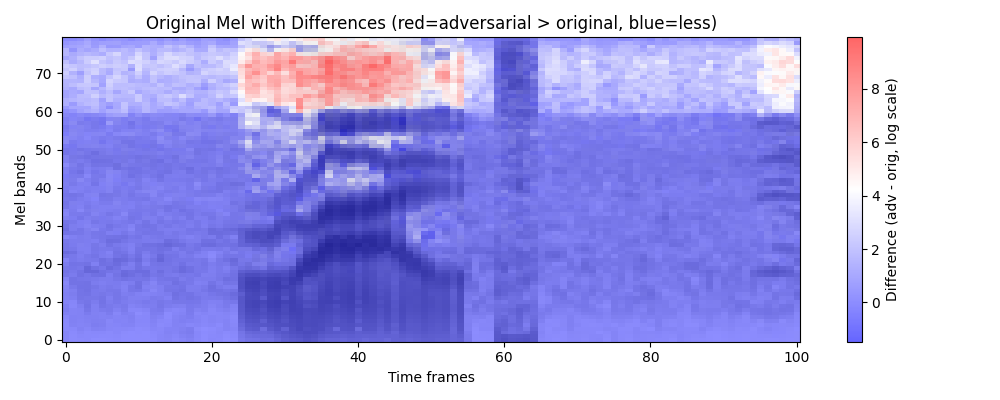 Original Mel with Differences (red=adversarial > original, blue=less)
Mel bands
70
60
50
40
30
20
10
0
0 20 40 60 80 100
Time frames
8
6
4
2
0
Difference (adv - orig, log scale)